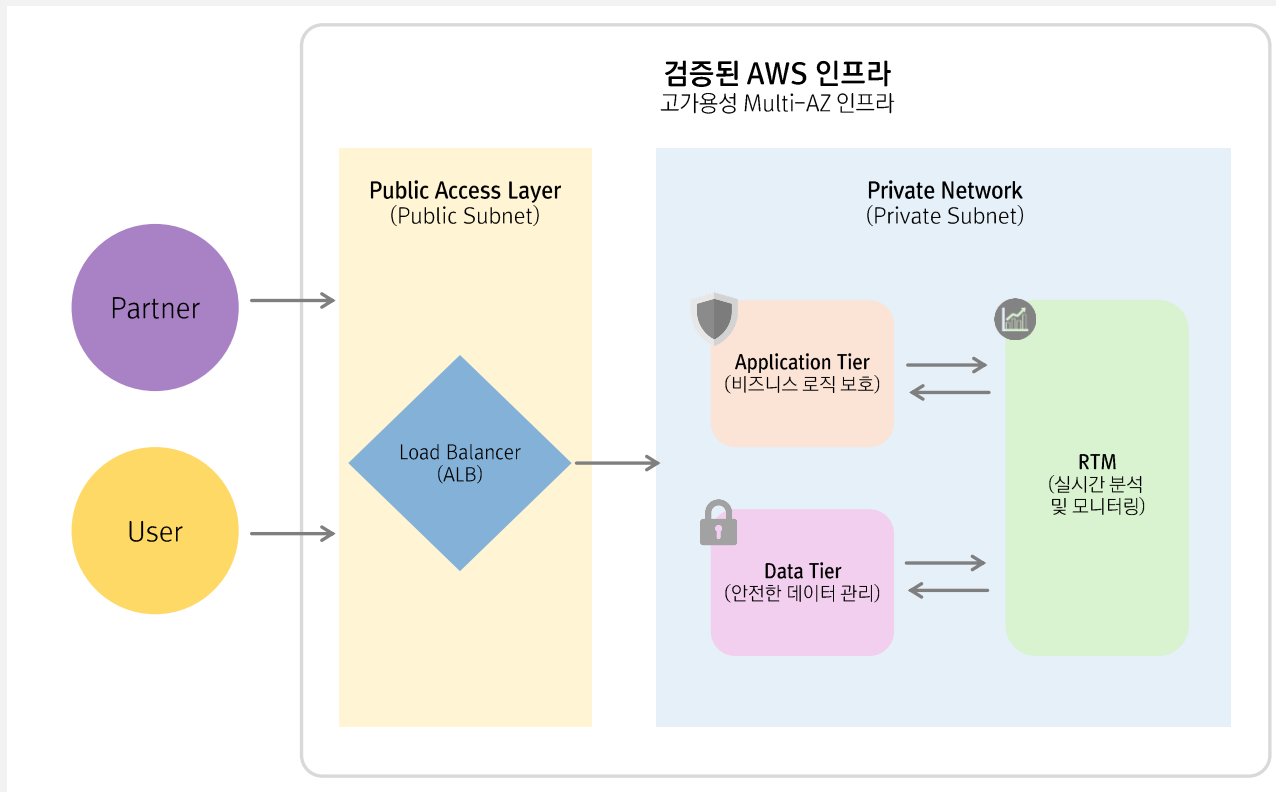 검증된 AWS 인프라
고가용성 Multi-AZ 인프라
Public Access Layer
(Public Subnet)
Private Network
(Private Subnet)
Partner
User
Load Balancer
(ALB)
Application Tier
(비즈니스 로직 보호)
Data Tier
(안전한 데이터 관리)
RTM
(실시간 분석
및 모니터링)